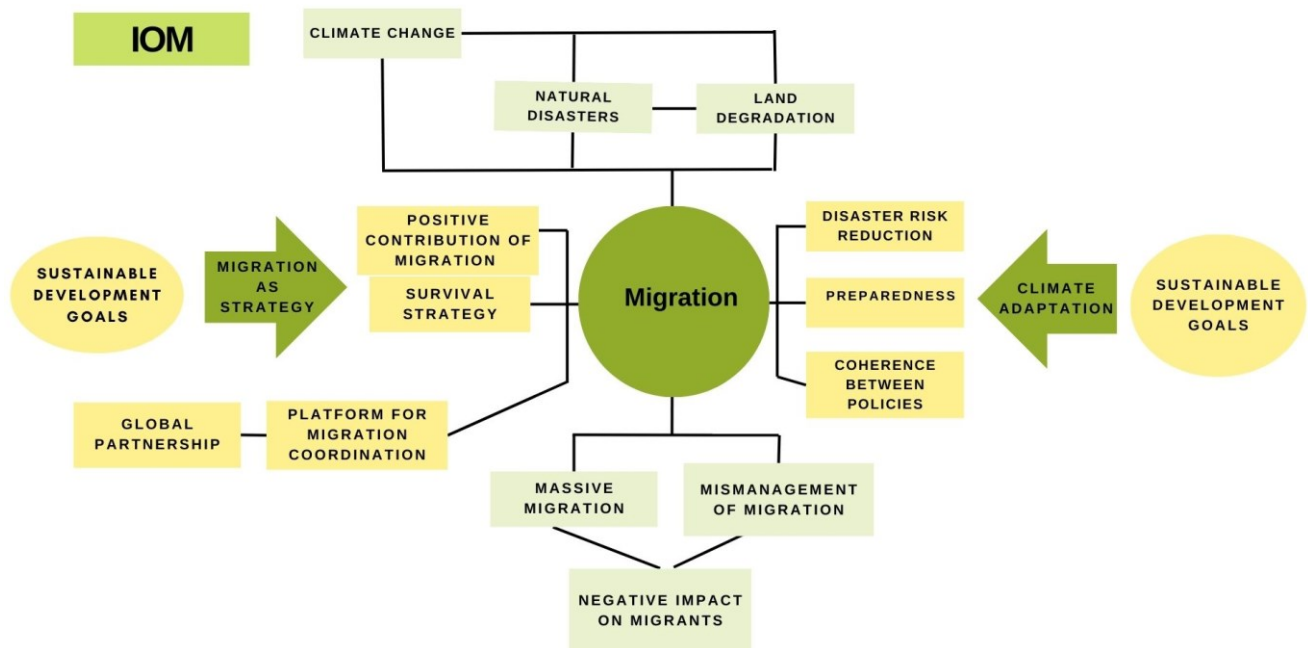 IOM
CLIMATE CHANGE
NATURAL
DISASTERS
LAND
DEGRADATION
SUSTAINABLE
DEVELOPMENT
GOALS
MIGRATION
AS
STRATEGY
POSITIVE
CONTRIBUTION OF
MIGRATION
SURVIVAL
STRATEGY
GLOBAL
PARTNERSHIP
PLATFORM FOR
MIGRATION
COORDINATION
Migration
DISASTER RISK
REDUCTION
PREPAREDNESS
COHERENCE
BETWEEN
POLICIES
CLIMATE
ADAPTATION
SUSTAINABLE
DEVELOPMENT
GOALS
MASSIVE
MIGRATION
MISMANAGEMENT
OF MIGRATION
NEGATIVE IMPACT
ON MIGRANTS